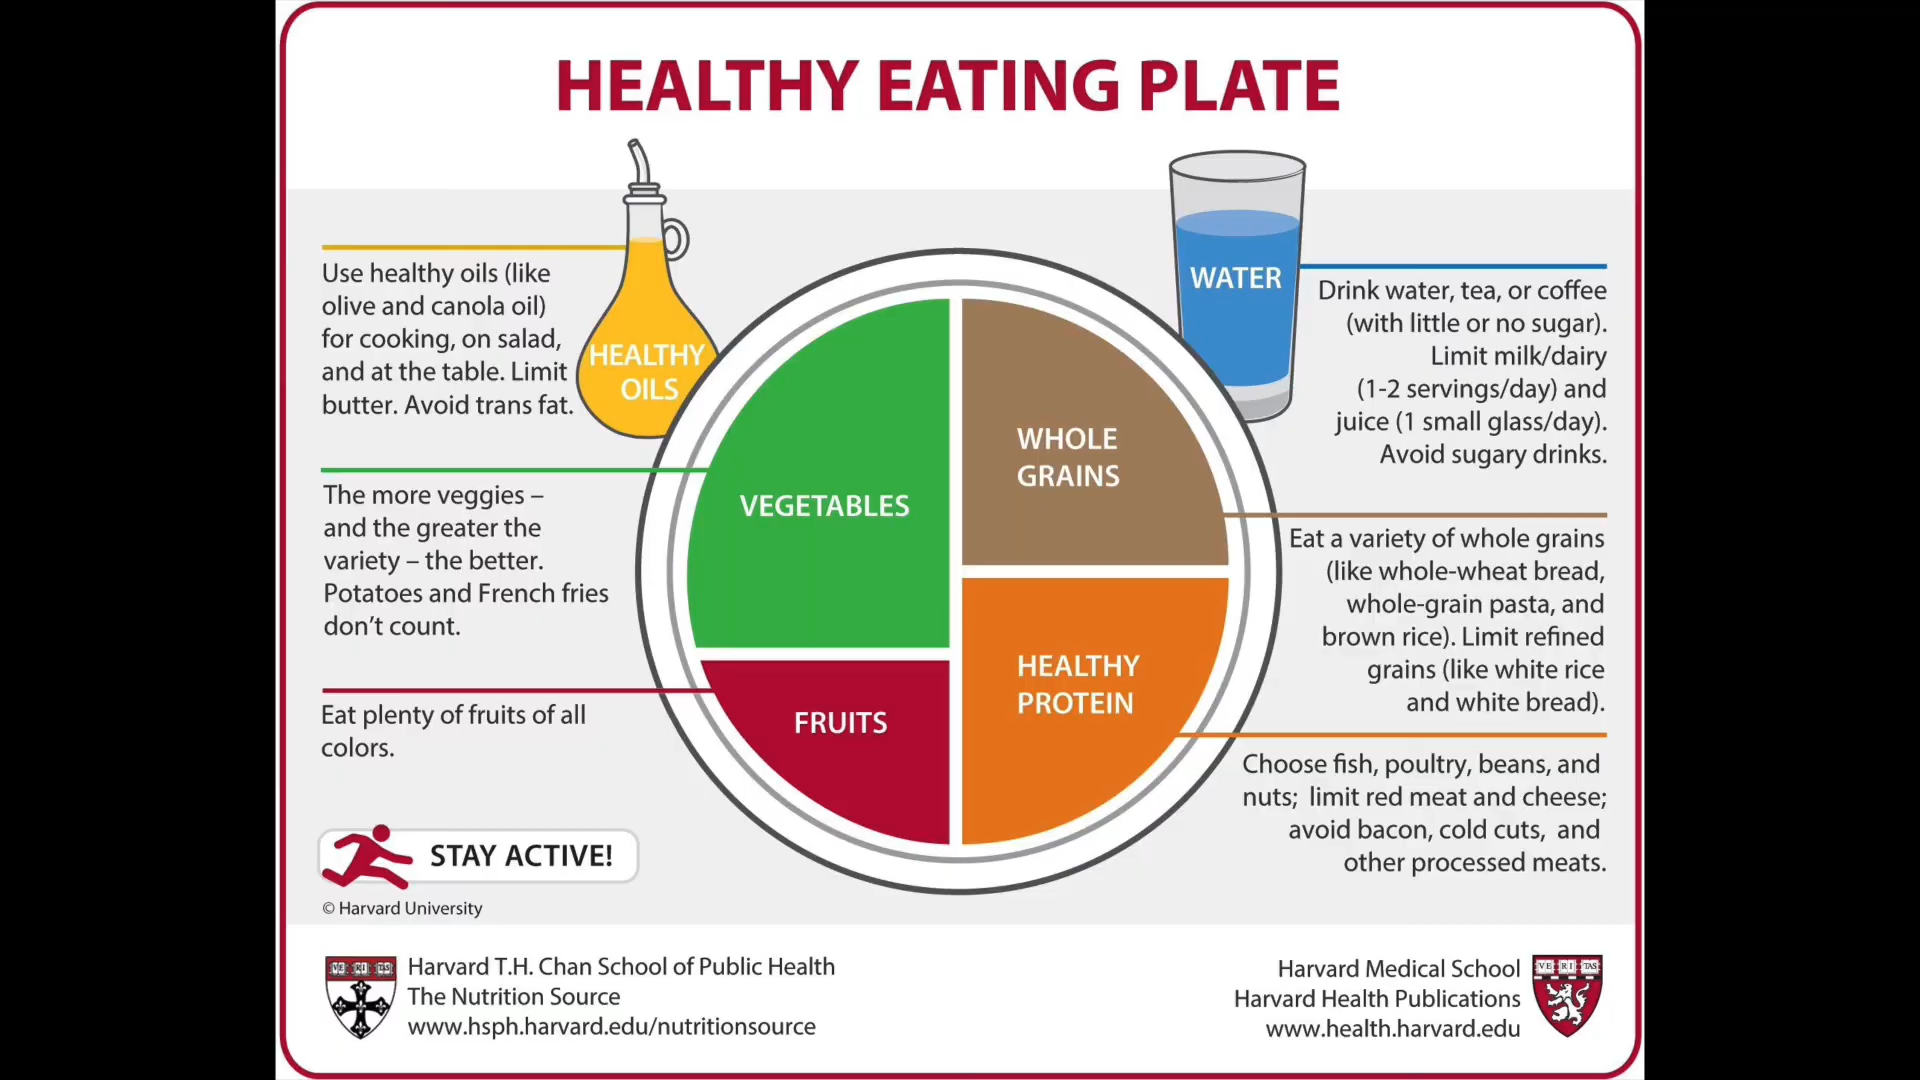 HEALTHY EATING PLATE
Use healthy oils (like
olive and canola oil)
for cooking, on salad,
and at the table. Limit
butter. Avoid trans fat.
HEALTHY
OILS
The more veggies –
and the greater the
variety – the better.
Potatoes and French fries
don't count.
Eat plenty of fruits of all
colors.
VEGETABLES
FRUITS
WHOLE
GRAINS
HEALTHY
PROTEIN
WATER
Drink water, tea, or coffee
(with little or no sugar).
Limit milk/dairy
(1-2 servings/day) and
juice (1 small glass/day).
Avoid sugary drinks.
Eat a variety of whole grains
(like whole-wheat bread,
whole-grain pasta, and
brown rice). Limit refined
grains (like white rice
and white bread).
Choose fish, poultry, beans, and
nuts; limit red meat and cheese;
avoid bacon, cold cuts, and
other processed meats.
STAY ACTIVE!
© Harvard University
VE RI TAS
Harvard T.H. Chan School of Public Health
The Nutrition Source
www.hsph.harvard.edu/nutritionsource
Harvard Medical School
Harvard Health Publications
www.health.harvard.edu
VE RI TAS